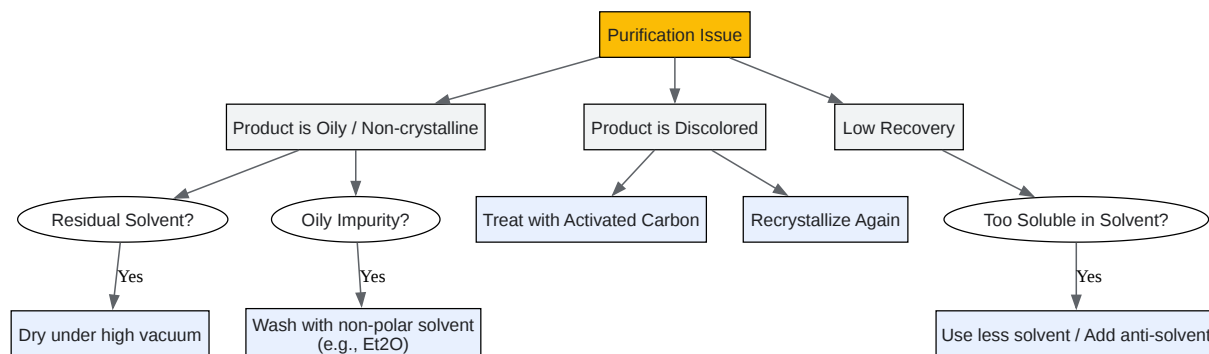 Purification Issue
Product is Oily / Non-crystalline
Product is Discolored
Low Recovery
Residual Solvent?
Oily Impurity?
Treat with Activated Carbon
Recrystallize Again
Too Soluble in Solvent?
Yes
Yes
Yes
Dry under high vacuum
Wash with non-polar solvent
(e.g., Et2O)
Use less solvent / Add anti-solvent